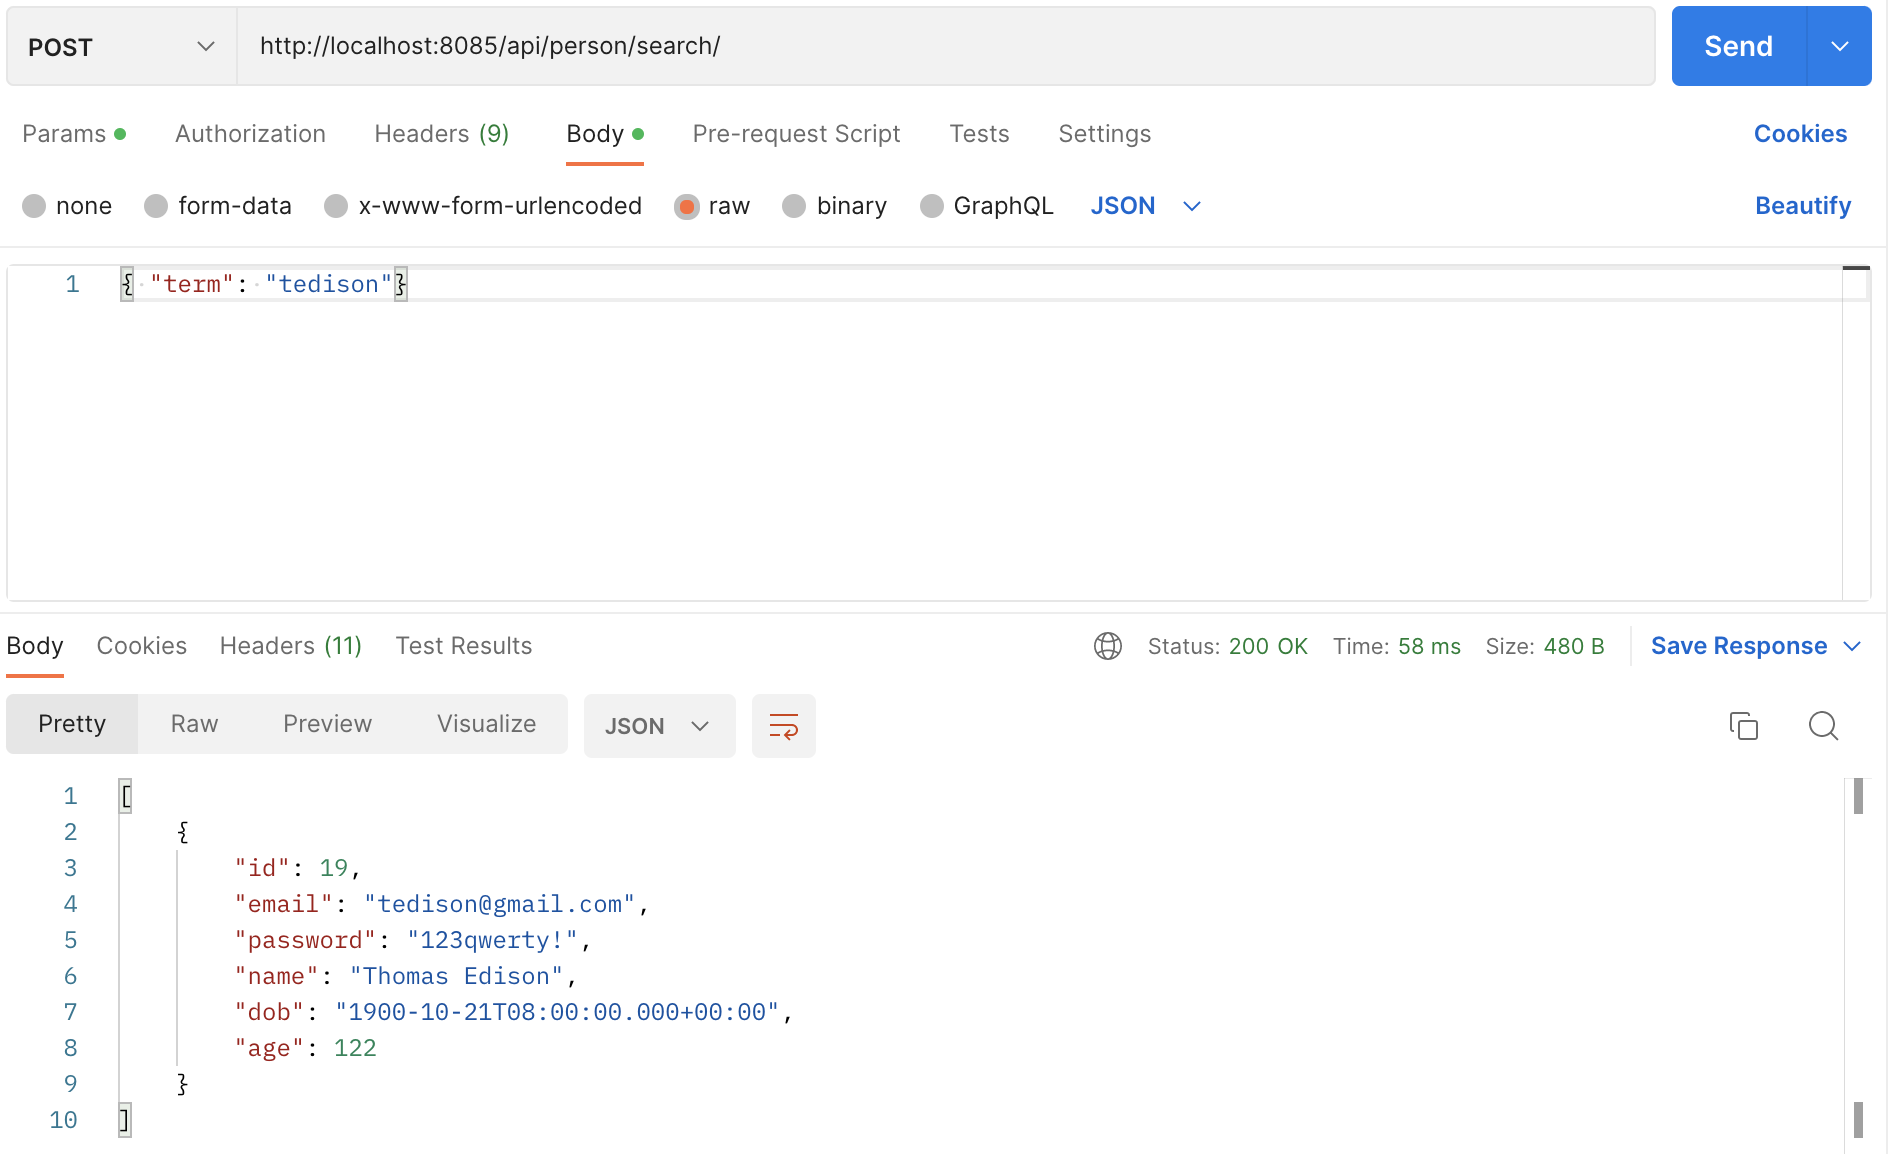 POST http://localhost:8085/api/person/search/ Send
Params Authorization Headers (9) Body Pre-request Script Tests Settings Cookies
none form-data x-www-form-urlencoded raw binary GraphQL JSON Beautify
1 { "term": "tedison"}
Body Cookies Headers (11) Test Results Status: 200 OK Time: 58 ms Size: 480 B Save Response
Pretty Raw Preview Visualize JSON
1 [
2 {
3 "id": 19,
4 "email": "tedison@gmail.com",
5 "password": "123qwerty!",
6 "name": "Thomas Edison",
7 "dob": "1900-10-21T08:00:00.000+00:00",
8 "age": 122
9 }
10 ]